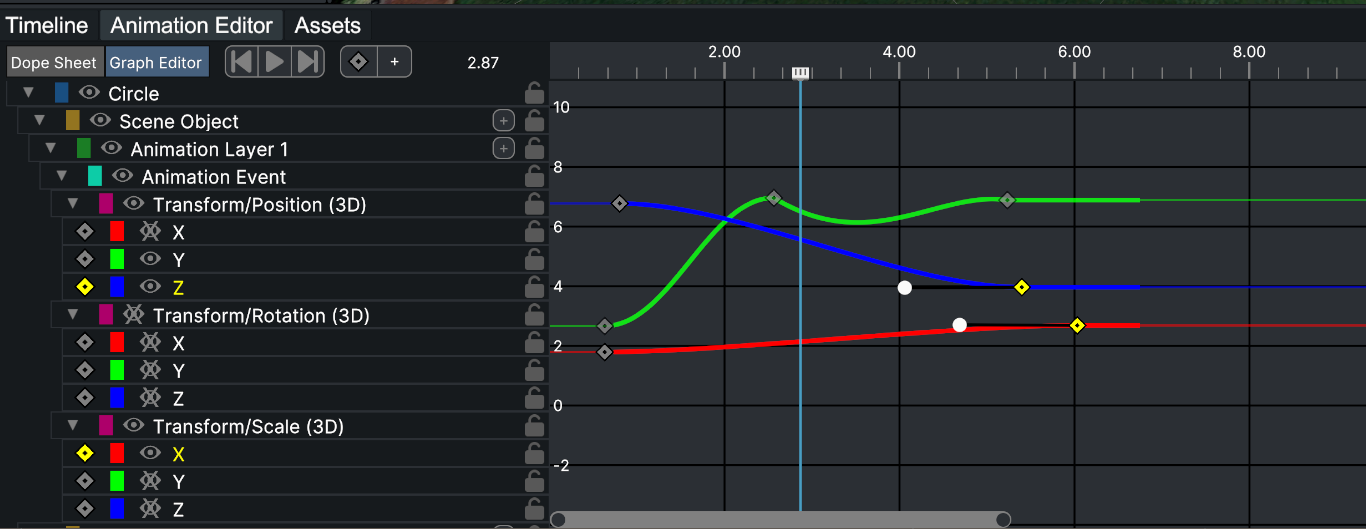 Timeline Animation Editor Assets
Dope Sheet Graph Editor + 2.87 2.00 4.00 6.00 8.00
Circle
Scene Object +
Animation Layer 1 +
Animation Event
Transform/Position (3D)
X
Y
Z
Transform/Rotation (3D)
X
Y
Z
Transform/Scale (3D)
X
Y
Z
10
8
6
4
2
0
-2